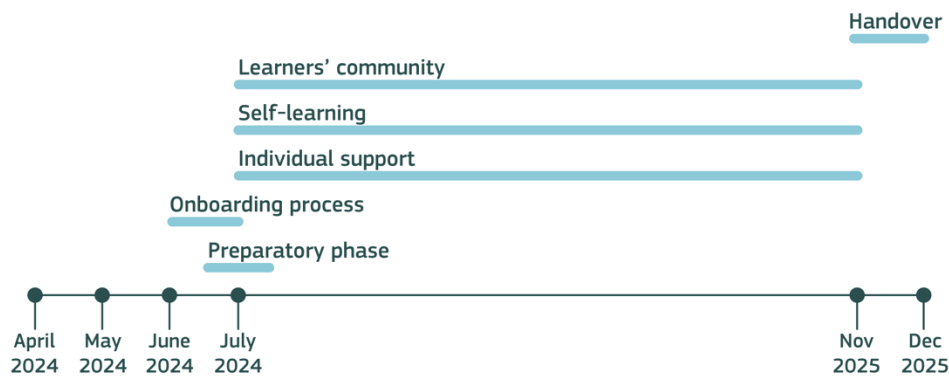 Handover
Learners’ community
Self-learning
Individual support
Onboarding process
Preparatory phase
April
2024
May
2024
June
2024
July
2024
Nov
2025
Dec
2025